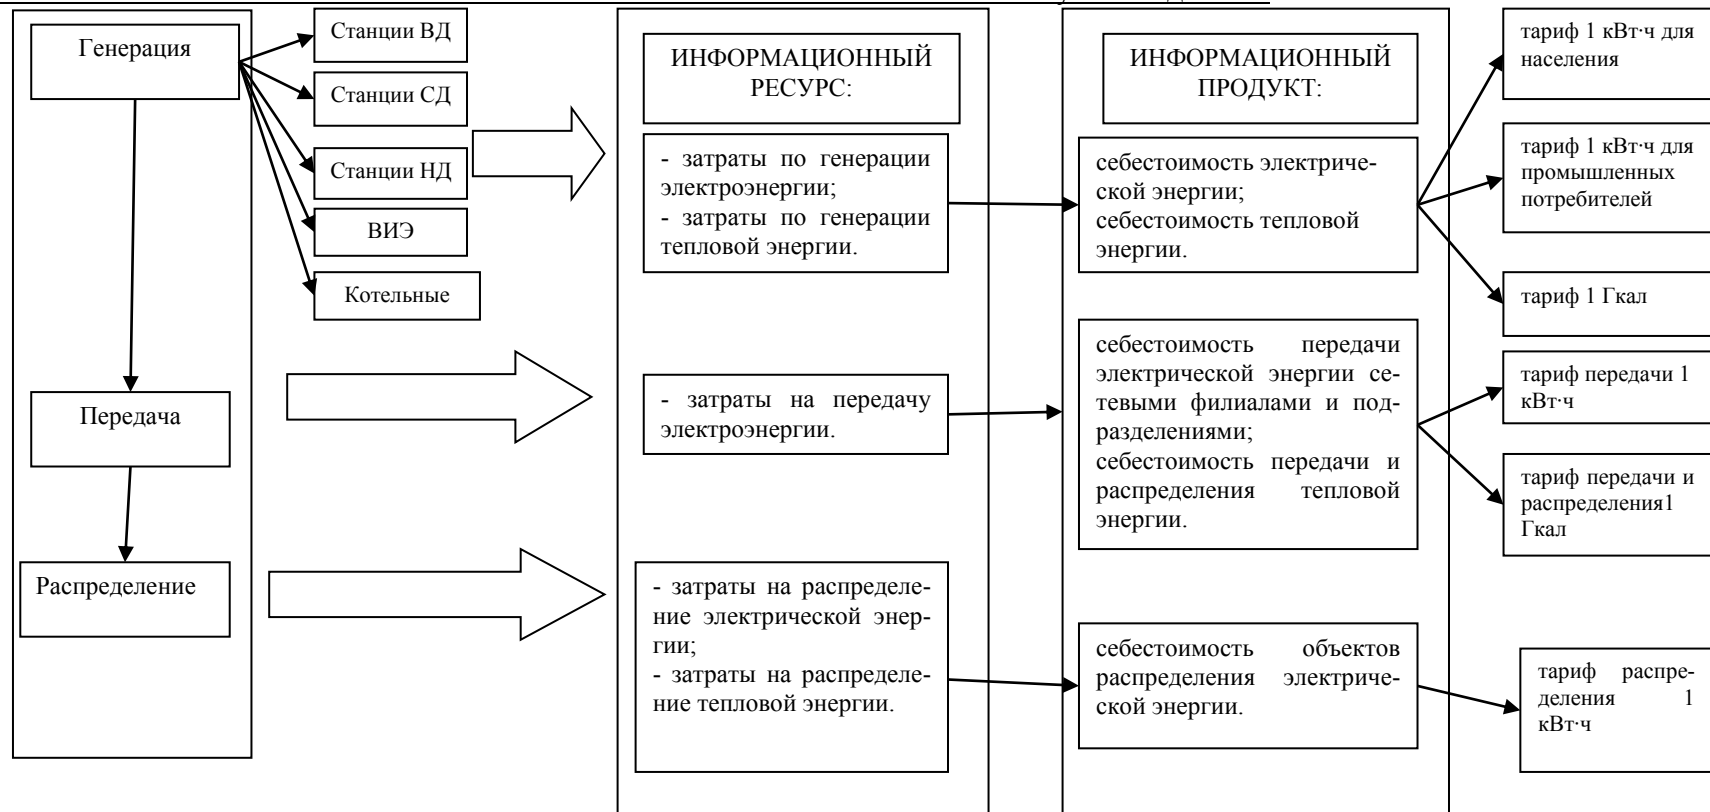 Генерация
Станции ВД
Станции СД
Станции НД
ВИЭ
Котельные
Передача
Распределение
ИНФОРМАЦИОННЫЙ
РЕСУРС:
- затраты по генерации
электроэнергии;
- затраты по генерации
тепловой энергии.
- затраты на передачу
электроэнергии.
- затраты на распределе-
ние электрической энер-
гии;
- затраты на распределе-
ние тепловой энергии.
ИНФОРМАЦИОННЫЙ
ПРОДУКТ:
себестоимость электриче-
ской энергии;
себестоимость тепловой
энергии.
себестоимость передачи
электрической энергии се-
тевыми филиалами и под-
разделениями;
себестоимость передачи и
распределения тепловой
энергии.
себестоимость объектов
распределения электриче-
ской энергии.
тариф 1 кВт·ч для
населения
тариф 1 кВт·ч для
промышленных
потребителей
тариф 1 Гкал
тариф передачи 1
кВт·ч
тариф передачи и
распределения1
Гкал
тариф распре-
деления 1
кВт·ч